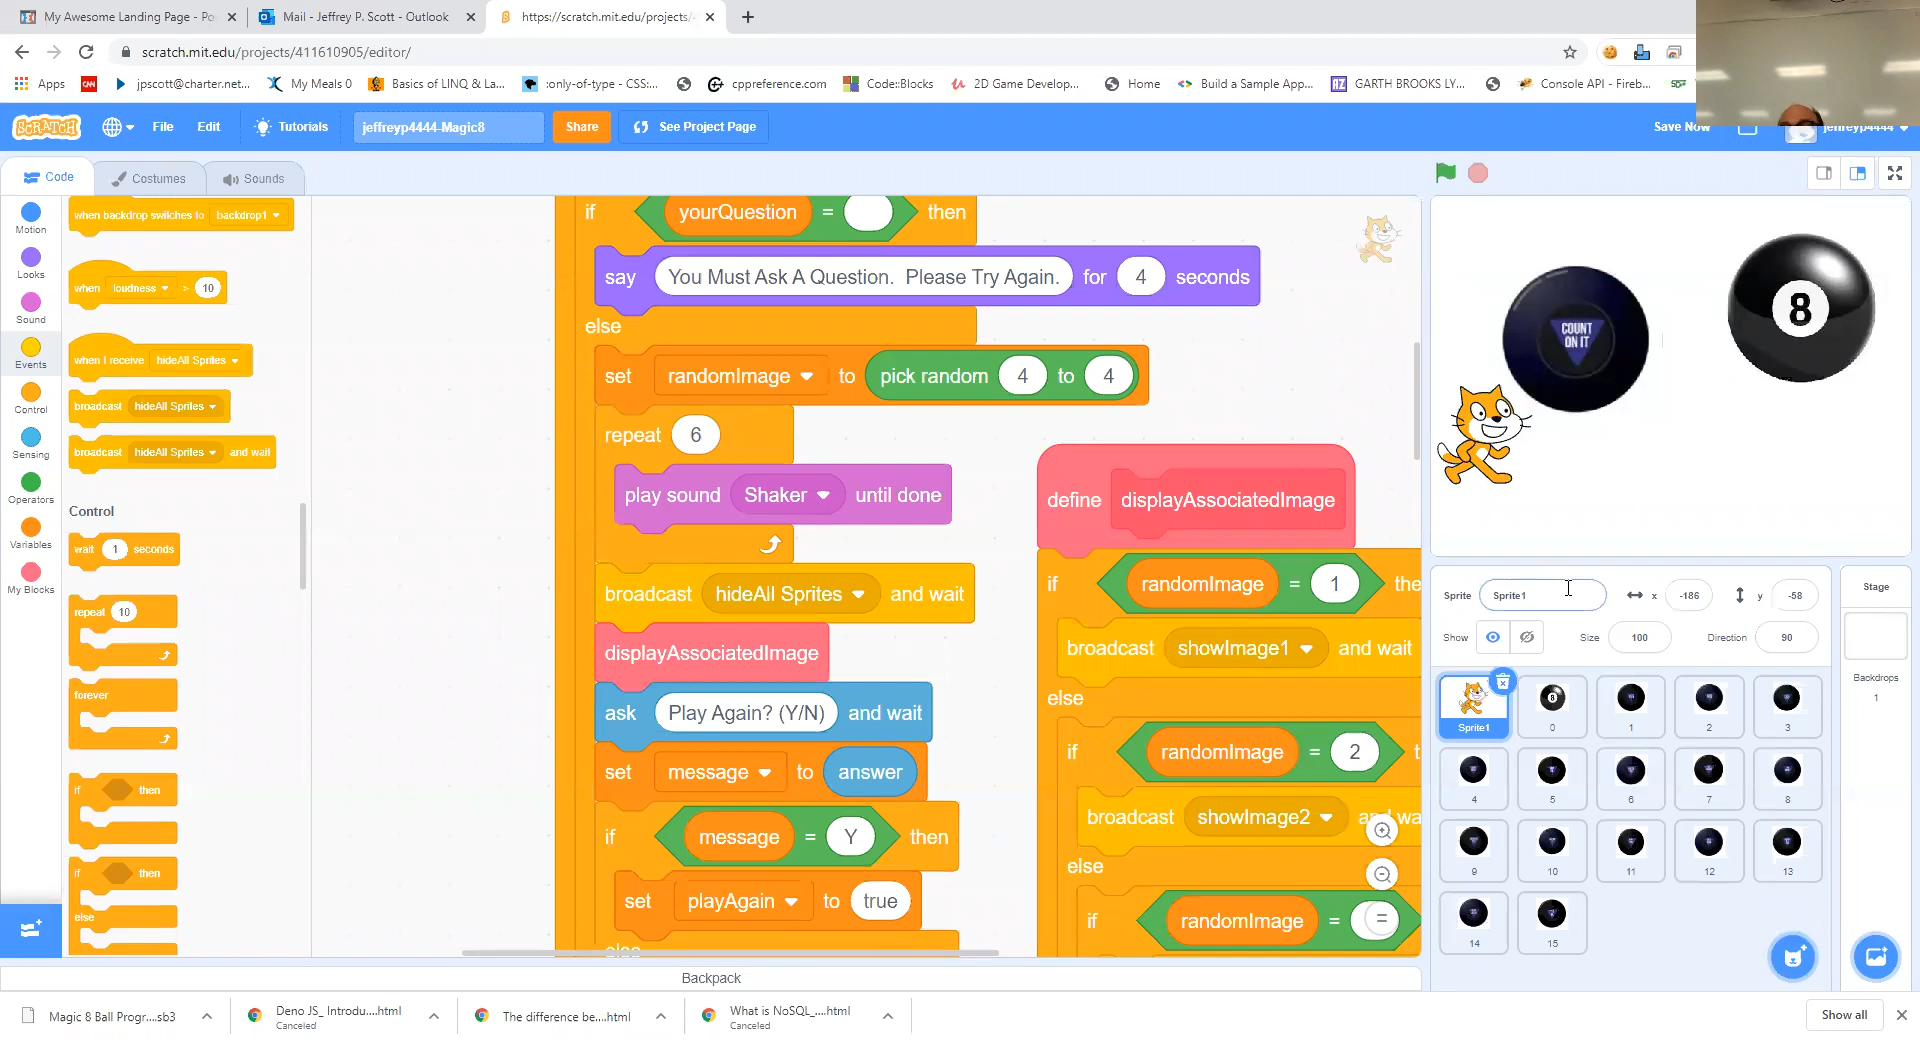 My Awesome Landing Page - Po
Mail - Jeffrey P. Scott - Outlook
https://scratch.mit.edu/projects/
scratch.mit.edu/projects/411610905/editor/
Apps
CNN
jpscott@charter.net...
My Meals 0
Basics of LINQ & La...
:only-of-type - CSS:...
cppreference.com
Code::Blocks
2D Game Develop...
Home
Build a Sample App...
GARTH BROOKS LY...
Console API - Fireb...
SCRATCH
File
Edit
Tutorials
jeffreyp4444-Magic8
Share
See Project Page
Save Now
jeffreyp4444
Code
Costumes
Sounds
Motion
Looks
Sound
Events
Control
Sensing
Operators
Variables
My Blocks
when backdrop switches to backdrop1
when loudness > 10
when I receive hideAll Sprites
broadcast hideAll Sprites
broadcast hideAll Sprites and wait
Control
wait 1 seconds
repeat 10
forever
if then
if then
else
if yourQuestion = then
say You Must Ask A Question. Please Try Again. for 4 seconds
else
set randomImage to pick random 4 to 4
repeat 6
play sound Shaker until done
broadcast hideAll Sprites and wait
displayAssociatedImage
ask Play Again? (Y/N) and wait
set message to answer
if message = Y then
set playAgain to true
else
define displayAssociatedImage
if randomImage = 1 the
broadcast showImage1 and wait
else
if randomImage = 2 t
broadcast showImage2 and wa
else
if randomImage =
Backpack
COUNT
ON IT
8
Sprite Sprite1 x -186 y -58
Show Size 100 Direction 90
Stage
Backdrops
1
Sprite1
0
1
2
3
4
5
6
7
8
9
10
11
12
13
14
15
Magic 8 Ball Progr....sb3
Deno JS_ Introdu....html
Canceled
The difference be....html
What is NoSQL_....html
Canceled
Show all